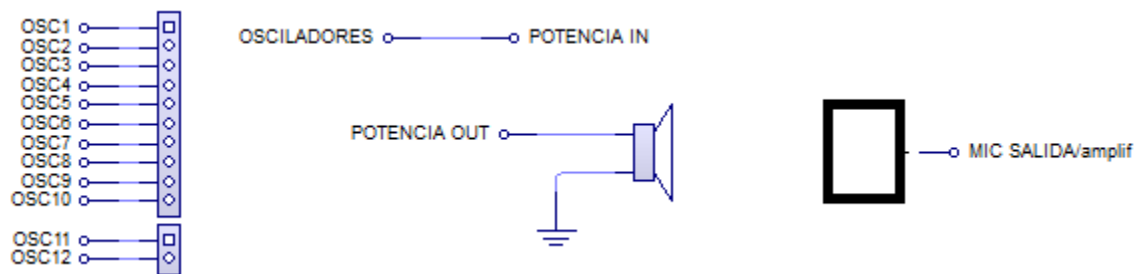 OSC1
OSC2
OSC3
OSC4
OSC5
OSC6
OSC7
OSC8
OSC9
OSC10
OSC11
OSC12
OSCILADORES
POTENCIA IN
POTENCIA OUT
MIC SALIDA/amplif